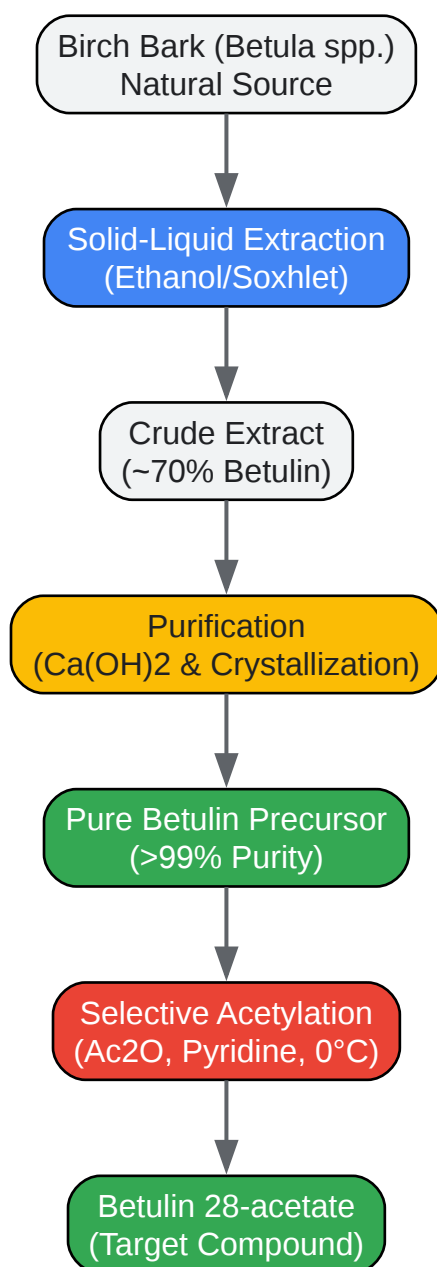 Birch Bark (Betula spp.)
Natural Source
Solid-Liquid Extraction
(Ethanol/Soxhlet)
Crude Extract
(~70% Betulin)
Purification
(Ca(OH)2 & Crystallization)
Pure Betulin Precursor
(>99% Purity)
Selective Acetylation
(Ac2O, Pyridine, 0°C)
Betulin 28-acetate
(Target Compound)